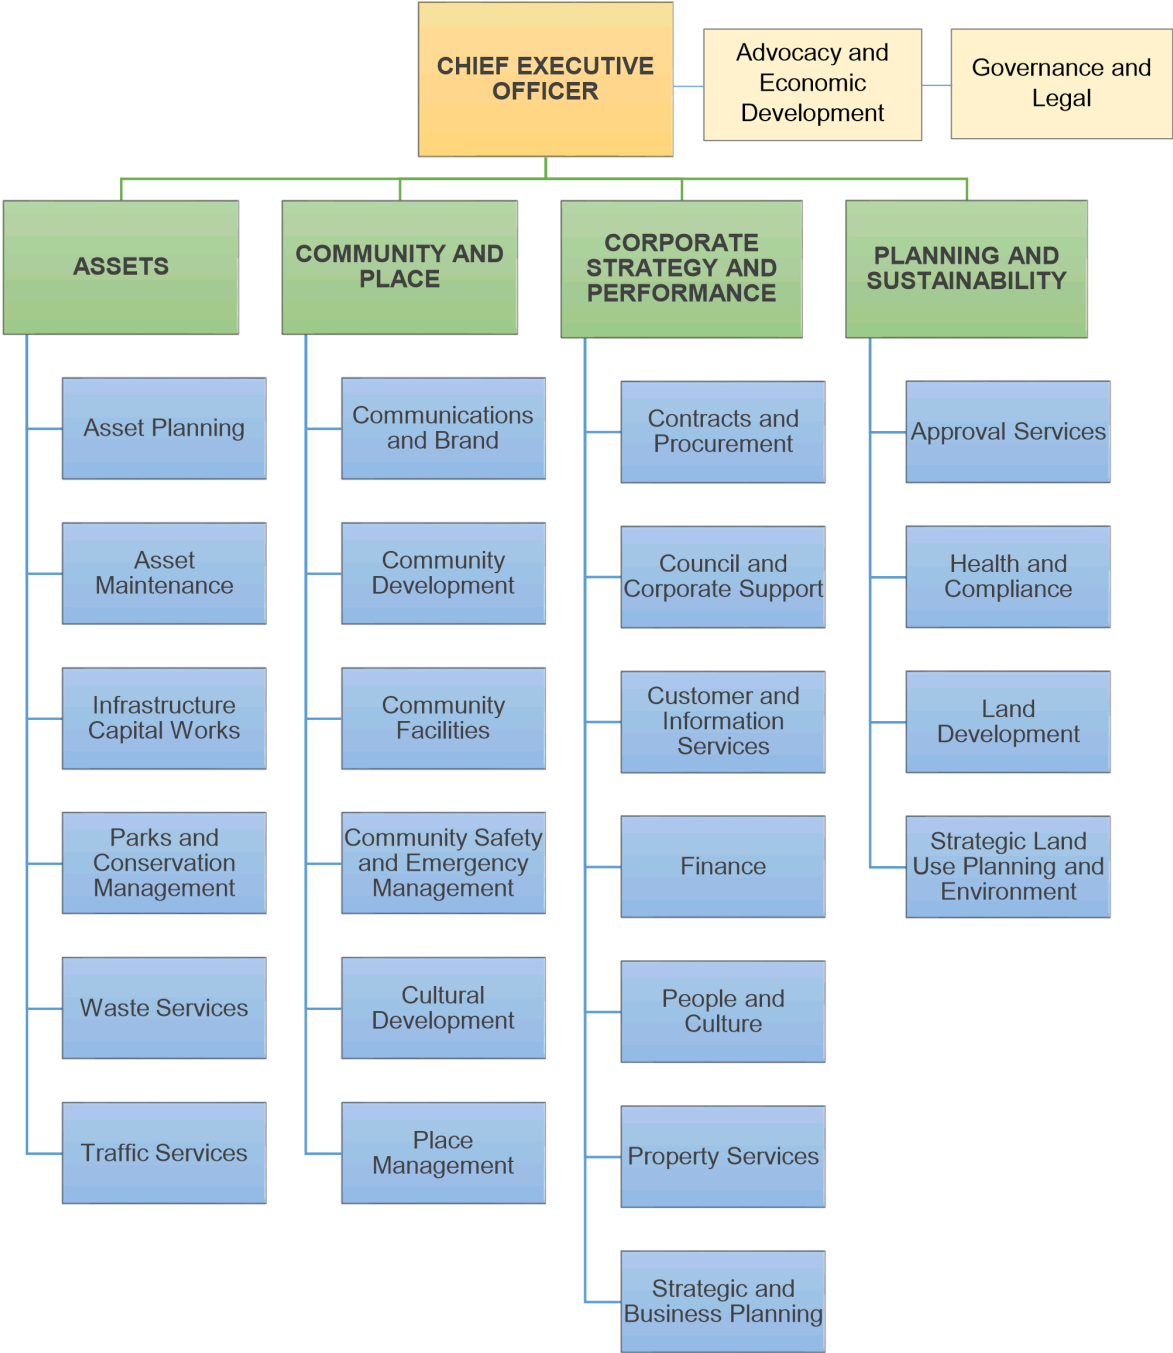 CHIEF EXECUTIVE
OFFICER
Advocacy and
Economic
Development
Governance and
Legal
ASSETS
Asset Planning
Asset
Maintenance
Infrastructure
Capital Works
Parks and
Conservation
Management
Waste Services
Traffic Services
COMMUNITY AND
PLACE
Communications
and Brand
Community
Development
Community
Facilities
Community Safety
and Emergency
Management
Cultural
Development
Place
Management
CORPORATE
STRATEGY AND
PERFORMANCE
Contracts and
Procurement
Council and
Corporate Support
Customer and
Information
Services
Finance
People and
Culture
Property Services
Strategic and
Business Planning
PLANNING AND
SUSTAINABILITY
Approval Services
Health and
Compliance
Land
Development
Strategic Land
Use Planning and
Environment